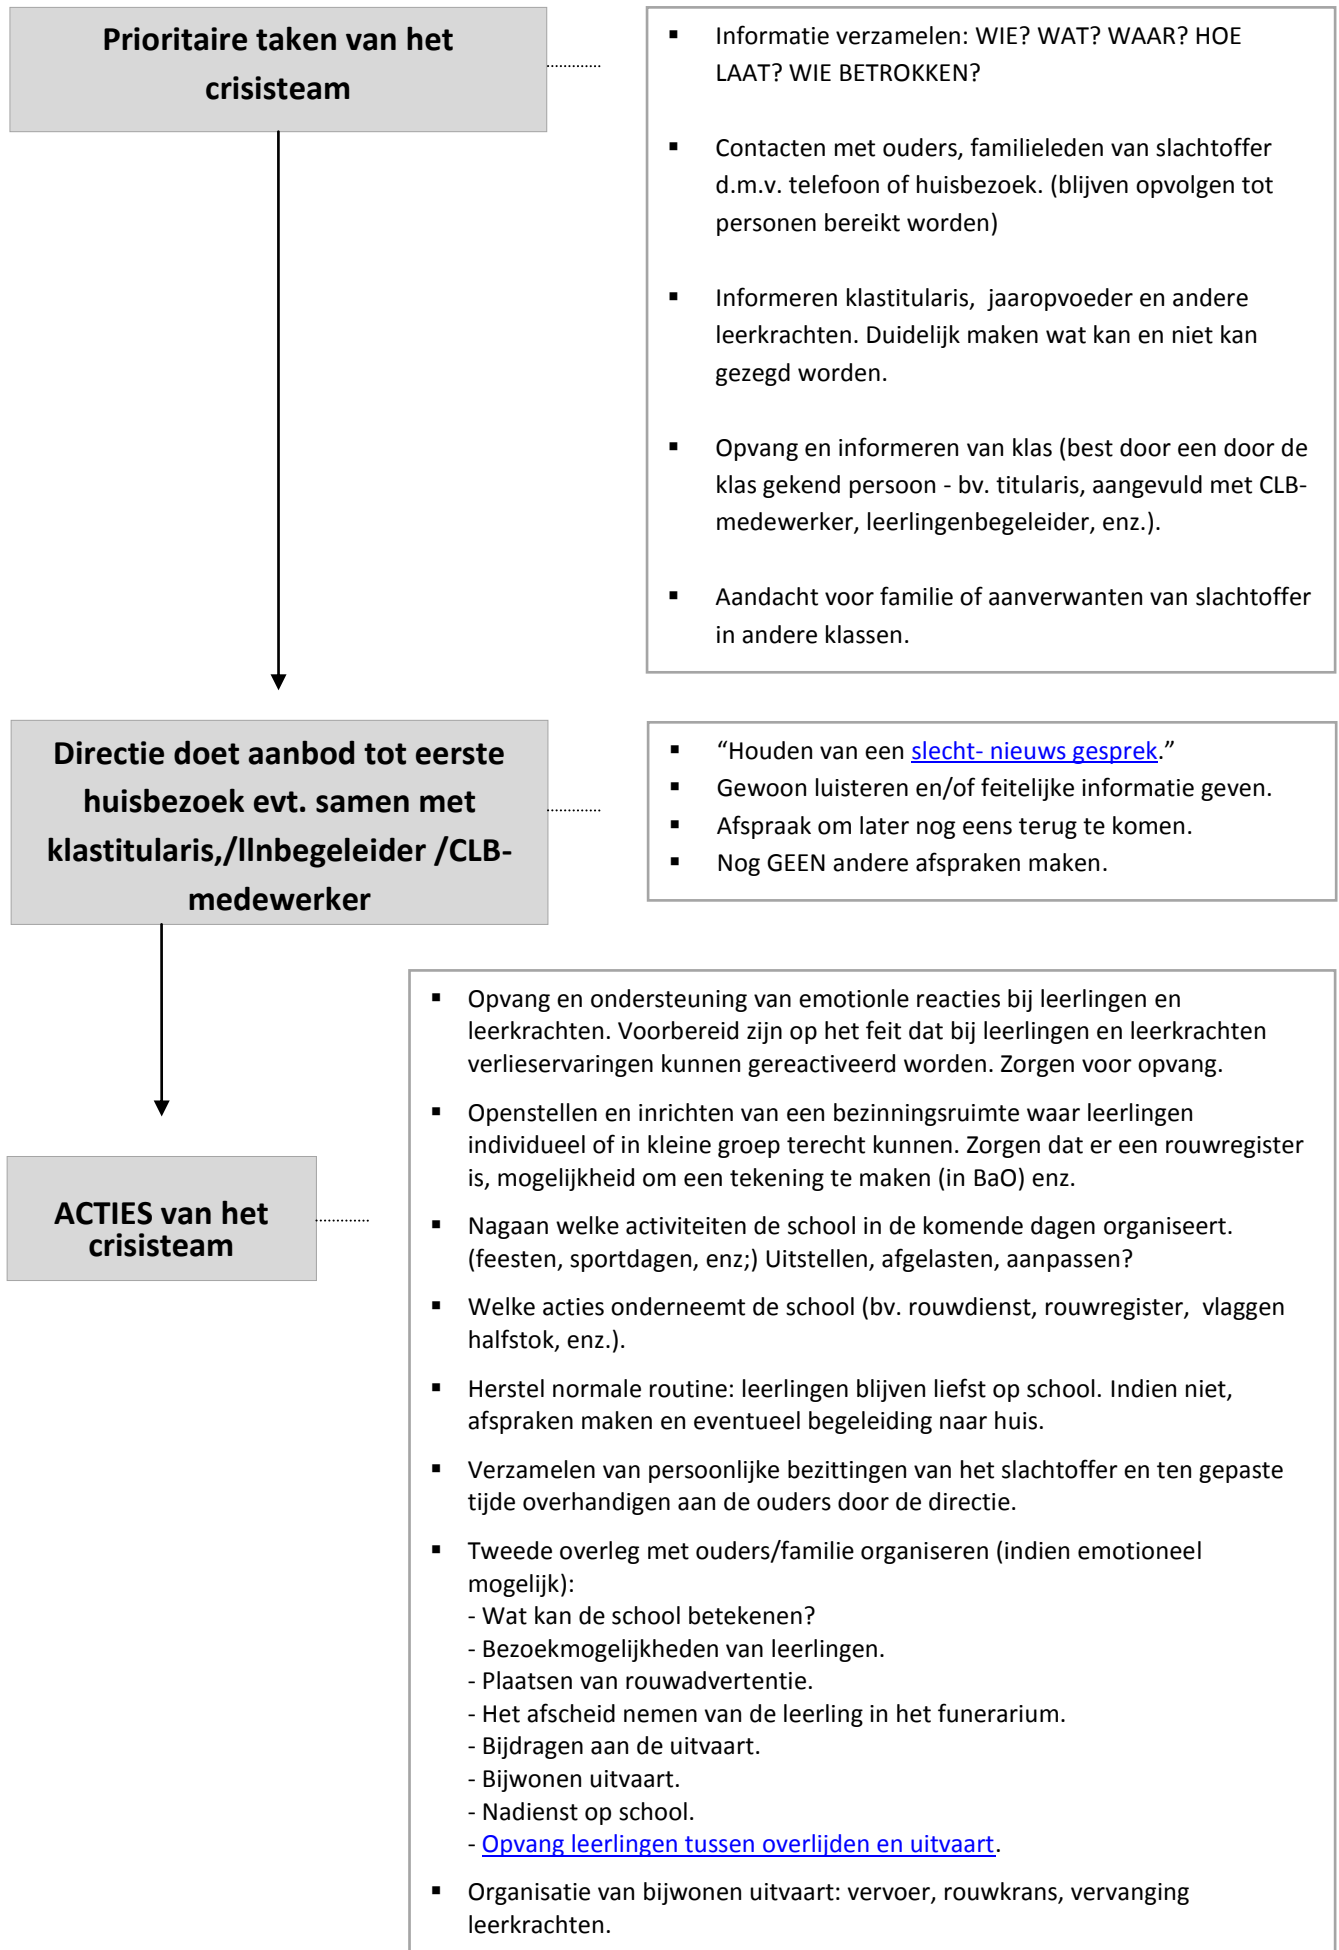 Prioritaire taken van het
crisisteam
▪ Informatie verzamelen: WIE? WAT? WAAR? HOE
LAAT? WIE BETROKKEN?
▪ Contacten met ouders, familieleden van slachtoffer
d.m.v. telefoon of huisbezoek. (blijven opvolgen tot
personen bereikt worden)
▪ Informeren klastitularis, jaaropvoeder en andere
leerkrachten. Duidelijk maken wat kan en niet kan
gezegd worden.
▪ Opvang en informeren van klas (best door een door de
klas gekend persoon - bv. titularis, aangevuld met CLB-
medewerker, leerlingenbegeleider, enz.).
▪ Aandacht voor familie of aanverwanten van slachtoffer
in andere klassen.
Directie doet aanbod tot eerste
huisbezoek evt. samen met
klastitularis,/llnbegeleider /CLB-
medewerker
▪ “Houden van een slecht- nieuws gesprek.”
▪ Gewoon luisteren en/of feitelijke informatie geven.
▪ Afspraak om later nog eens terug te komen.
▪ Nog GEEN andere afspraken maken.
ACTIES van het
crisisteam
▪ Opvang en ondersteuning van emotionle reacties bij leerlingen en
leerkrachten. Voorbereid zijn op het feit dat bij leerlingen en leerkrachten
verlieservaringen kunnen gereactiveerd worden. Zorgen voor opvang.
▪ Openstellen en inrichten van een bezinningsruimte waar leerlingen
individueel of in kleine groep terecht kunnen. Zorgen dat er een rouwregister
is, mogelijkheid om een tekening te maken (in BaO) enz.
▪ Nagaan welke activiteiten de school in de komende dagen organiseert.
(feesten, sportdagen, enz;) Uitstellen, afgelasten, aanpassen?
▪ Welke acties onderneemt de school (bv. rouwdienst, rouwregister, vlaggen
halfstok, enz.).
▪ Herstel normale routine: leerlingen blijven liefst op school. Indien niet,
afspraken maken en eventueel begeleiding naar huis.
▪ Verzamelen van persoonlijke bezittingen van het slachtoffer en ten gepaste
tijde overhandigen aan de ouders door de directie.
▪ Tweede overleg met ouders/familie organiseren (indien emotioneel
mogelijk):
- Wat kan de school betekenen?
- Bezoekmogelijkheden van leerlingen.
- Plaatsen van rouwadvertentie.
- Het afscheid nemen van de leerling in het funerarium.
- Bijdragen aan de uitvaart.
- Bijwonen uitvaart.
- Nadienst op school.
- Opvang leerlingen tussen overlijden en uitvaart.
▪ Organisatie van bijwonen uitvaart: vervoer, rouwkrans, vervanging
leerkrachten.